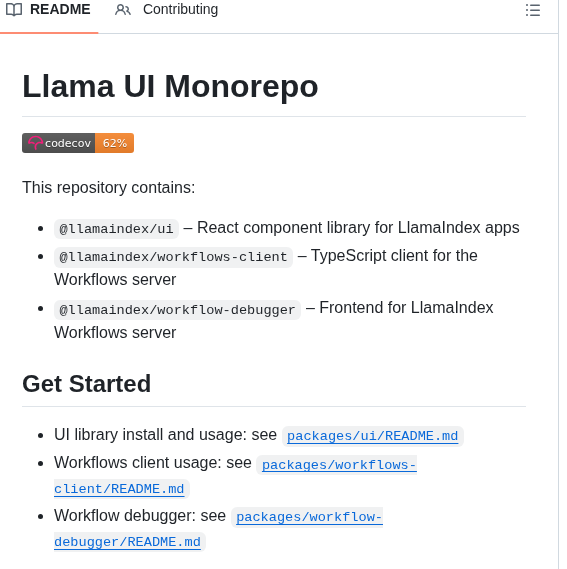 README Contributing
Llama UI Monorepo
codecov 62%
This repository contains:
@llamaindex/ui – React component library for LlamaIndex apps
@llamaindex/workflows-client – TypeScript client for the
Workflows server
@llamaindex/workflow-debugger – Frontend for LlamaIndex
Workflows server
Get Started
UI library install and usage: see packages/ui/README.md
Workflows client usage: see packages/workflows-
client/README.md
Workflow debugger: see packages/workflow-
debugger/README.md